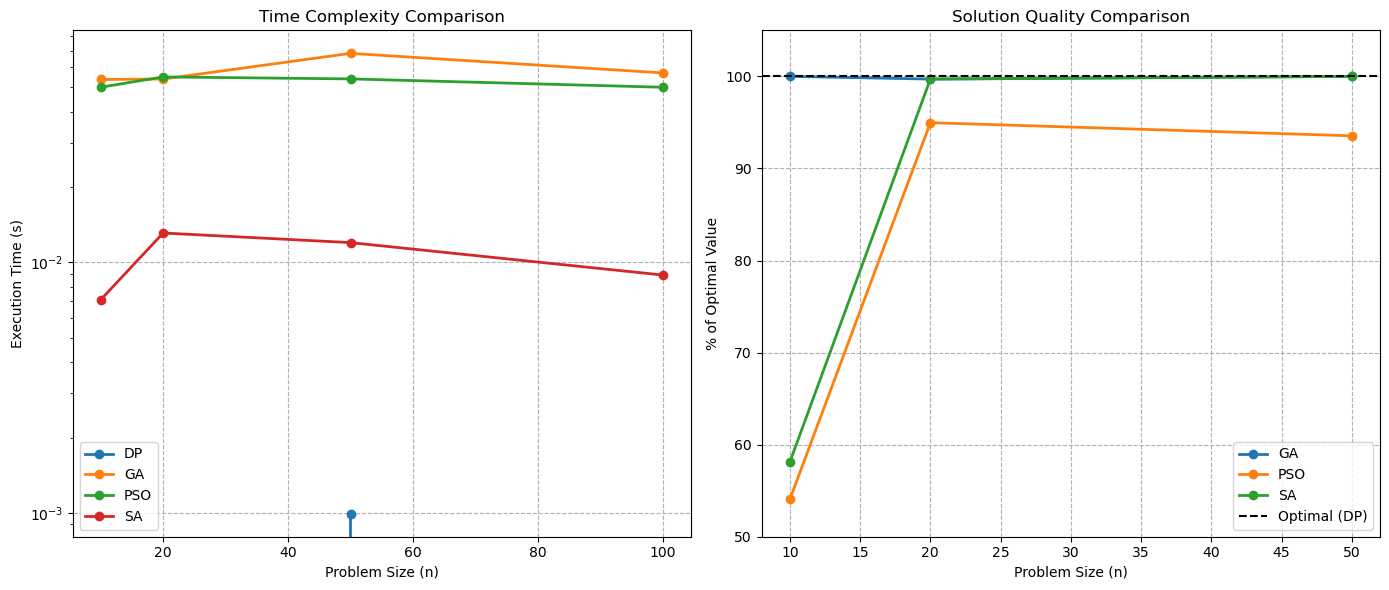 Time Complexity Comparison
Execution Time (s)
10⁻²
10⁻³
20 40 60 80 100
Problem Size (n)
DP
GA
PSO
SA
Solution Quality Comparison
% of Optimal Value
100
90
80
70
60
50
10 15 20 25 30 35 40 45 50
Problem Size (n)
GA
PSO
SA
Optimal (DP)